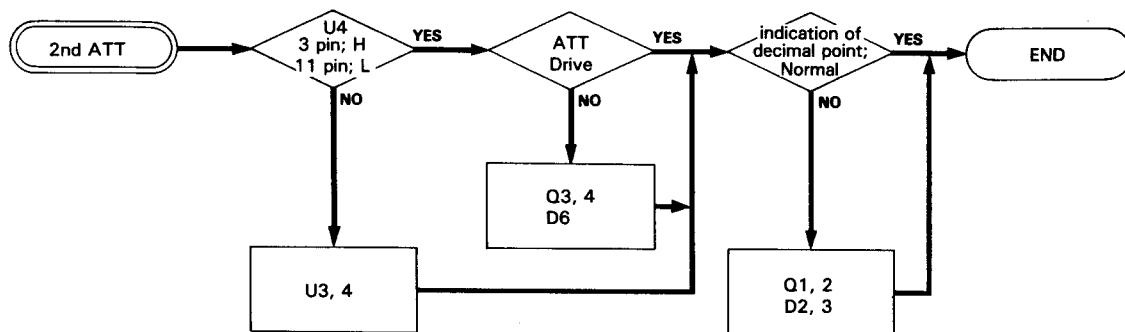 2nd ATT
U4
3 pin; H
11 pin; L
YES
NO
ATT
Drive
YES
NO
indication of
decimal point;
Normal
YES
NO
END
Q3, 4
D6
U3, 4
Q1, 2
D2, 3